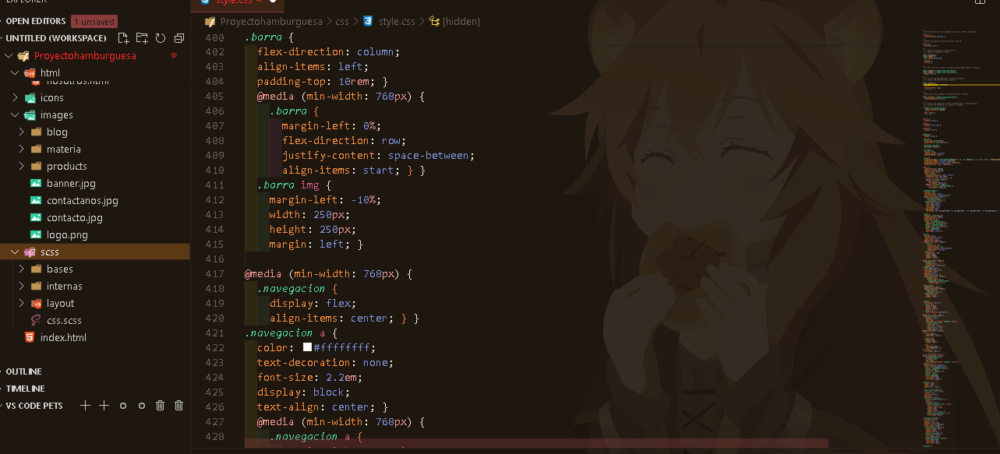 EXPLORER
OPEN EDITORS 1 unsaved
UNTITLED (WORKSPACE)
Proyectohamburguesa
html
nosotros.html
icons
images
blog
materia
products
banner.jpg
contactanos.jpg
contacto.jpg
logo.png
scss
bases
internas
layout
css.scss
index.html
OUTLINE
TIMELINE
VS CODE PETS
style.css
Proyectohamburguesa > css > style.css > [hidden]
400 .barra {
402 flex-direction: column;
403 align-items: left;
404 padding-top: 10rem; }
405 @media (min-width: 768px) {
406 .barra {
407 margin-left: 0%;
408 flex-direction: row;
409 justify-content: space-between;
410 align-items: start; } }
411 .barra img {
412 margin-left: -10%;
413 width: 250px;
414 height: 250px;
415 margin: left; }
416
417 @media (min-width: 768px) {
418 .navegacion {
419 display: flex;
420 align-items: center; } }
421 .navegacion a {
422 color: #ffffffff;
423 text-decoration: none;
424 font-size: 2.2em;
425 display: block;
426 text-align: center; }
427 @media (min-width: 768px) {
428 .navegacion a {